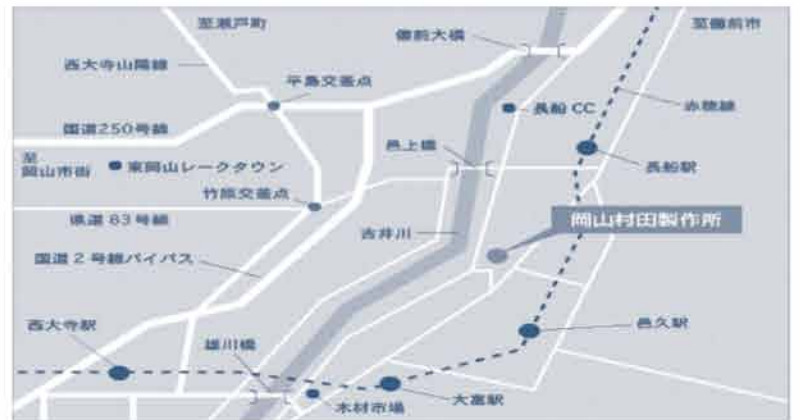 至瀬戸町
備前大橋
至備前市
西大寺山陽線
平島交差点
長船CC
赤穂線
国道250号線
邑上橋
至
岡山市街
東岡山レークタウン
長船駅
竹原交差点
県道83号線
吉井川
岡山村田製作所
国道2号線バイパス
西大寺駅
雄川橋
邑久駅
木材市場
大富駅